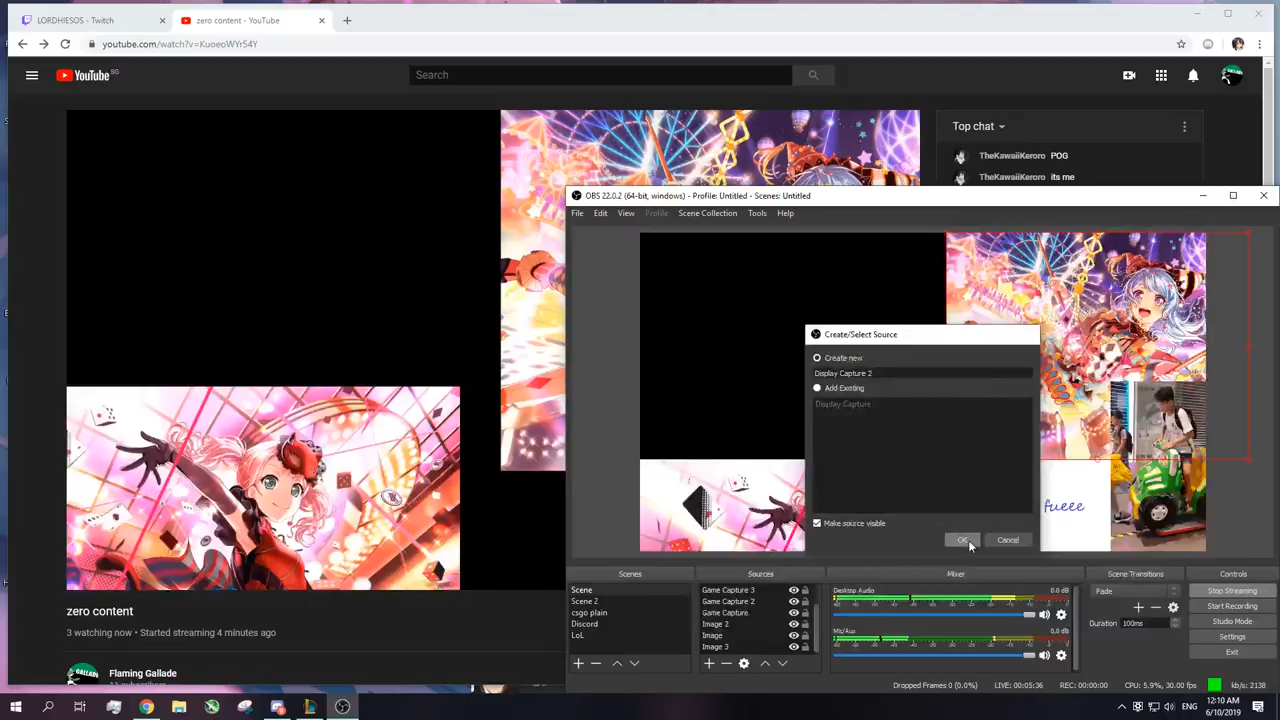 LORDHIESOS - Twitch
zero content - YouTube
youtube.com/watch?v=KuoeoWYr54Y
YouTube SG
Search
Top chat
TheKawaiiKeroro POG
TheKawaiiKeroro its me
OBS 22.0.2 (64-bit, windows) - Profile: Untitled - Scenes: Untitled
File Edit View Profile Scene Collection Tools Help
Create/Select Source
Create new
Display Capture 2
Add Existing
Display Capture
fueee
Make source visible
OK Cancel
zero content
3 watching now • Started streaming 4 minutes ago
GALLADE
Flaming Gallade
Scenes
Scene
Scene 2
csgo plain
Discord
LoL
Sources
Game Capture 3
Game Capture 2
Game Capture
Image 2
Image
Image 3
Mixer
Desktop Audio 0.0 dB
Mic/Aux 0.0 dB
Scene Transitions
Fade
Duration 100ms
Controls
Stop Streaming
Start Recording
Studio Mode
Settings
Exit
Dropped Frames 0 (0.0%) LIVE: 00:05:36 REC: 00:00:00 CPU: 5.9%, 30.00 fps kb/s: 2138
ENG
12:10 AM
6/10/2019